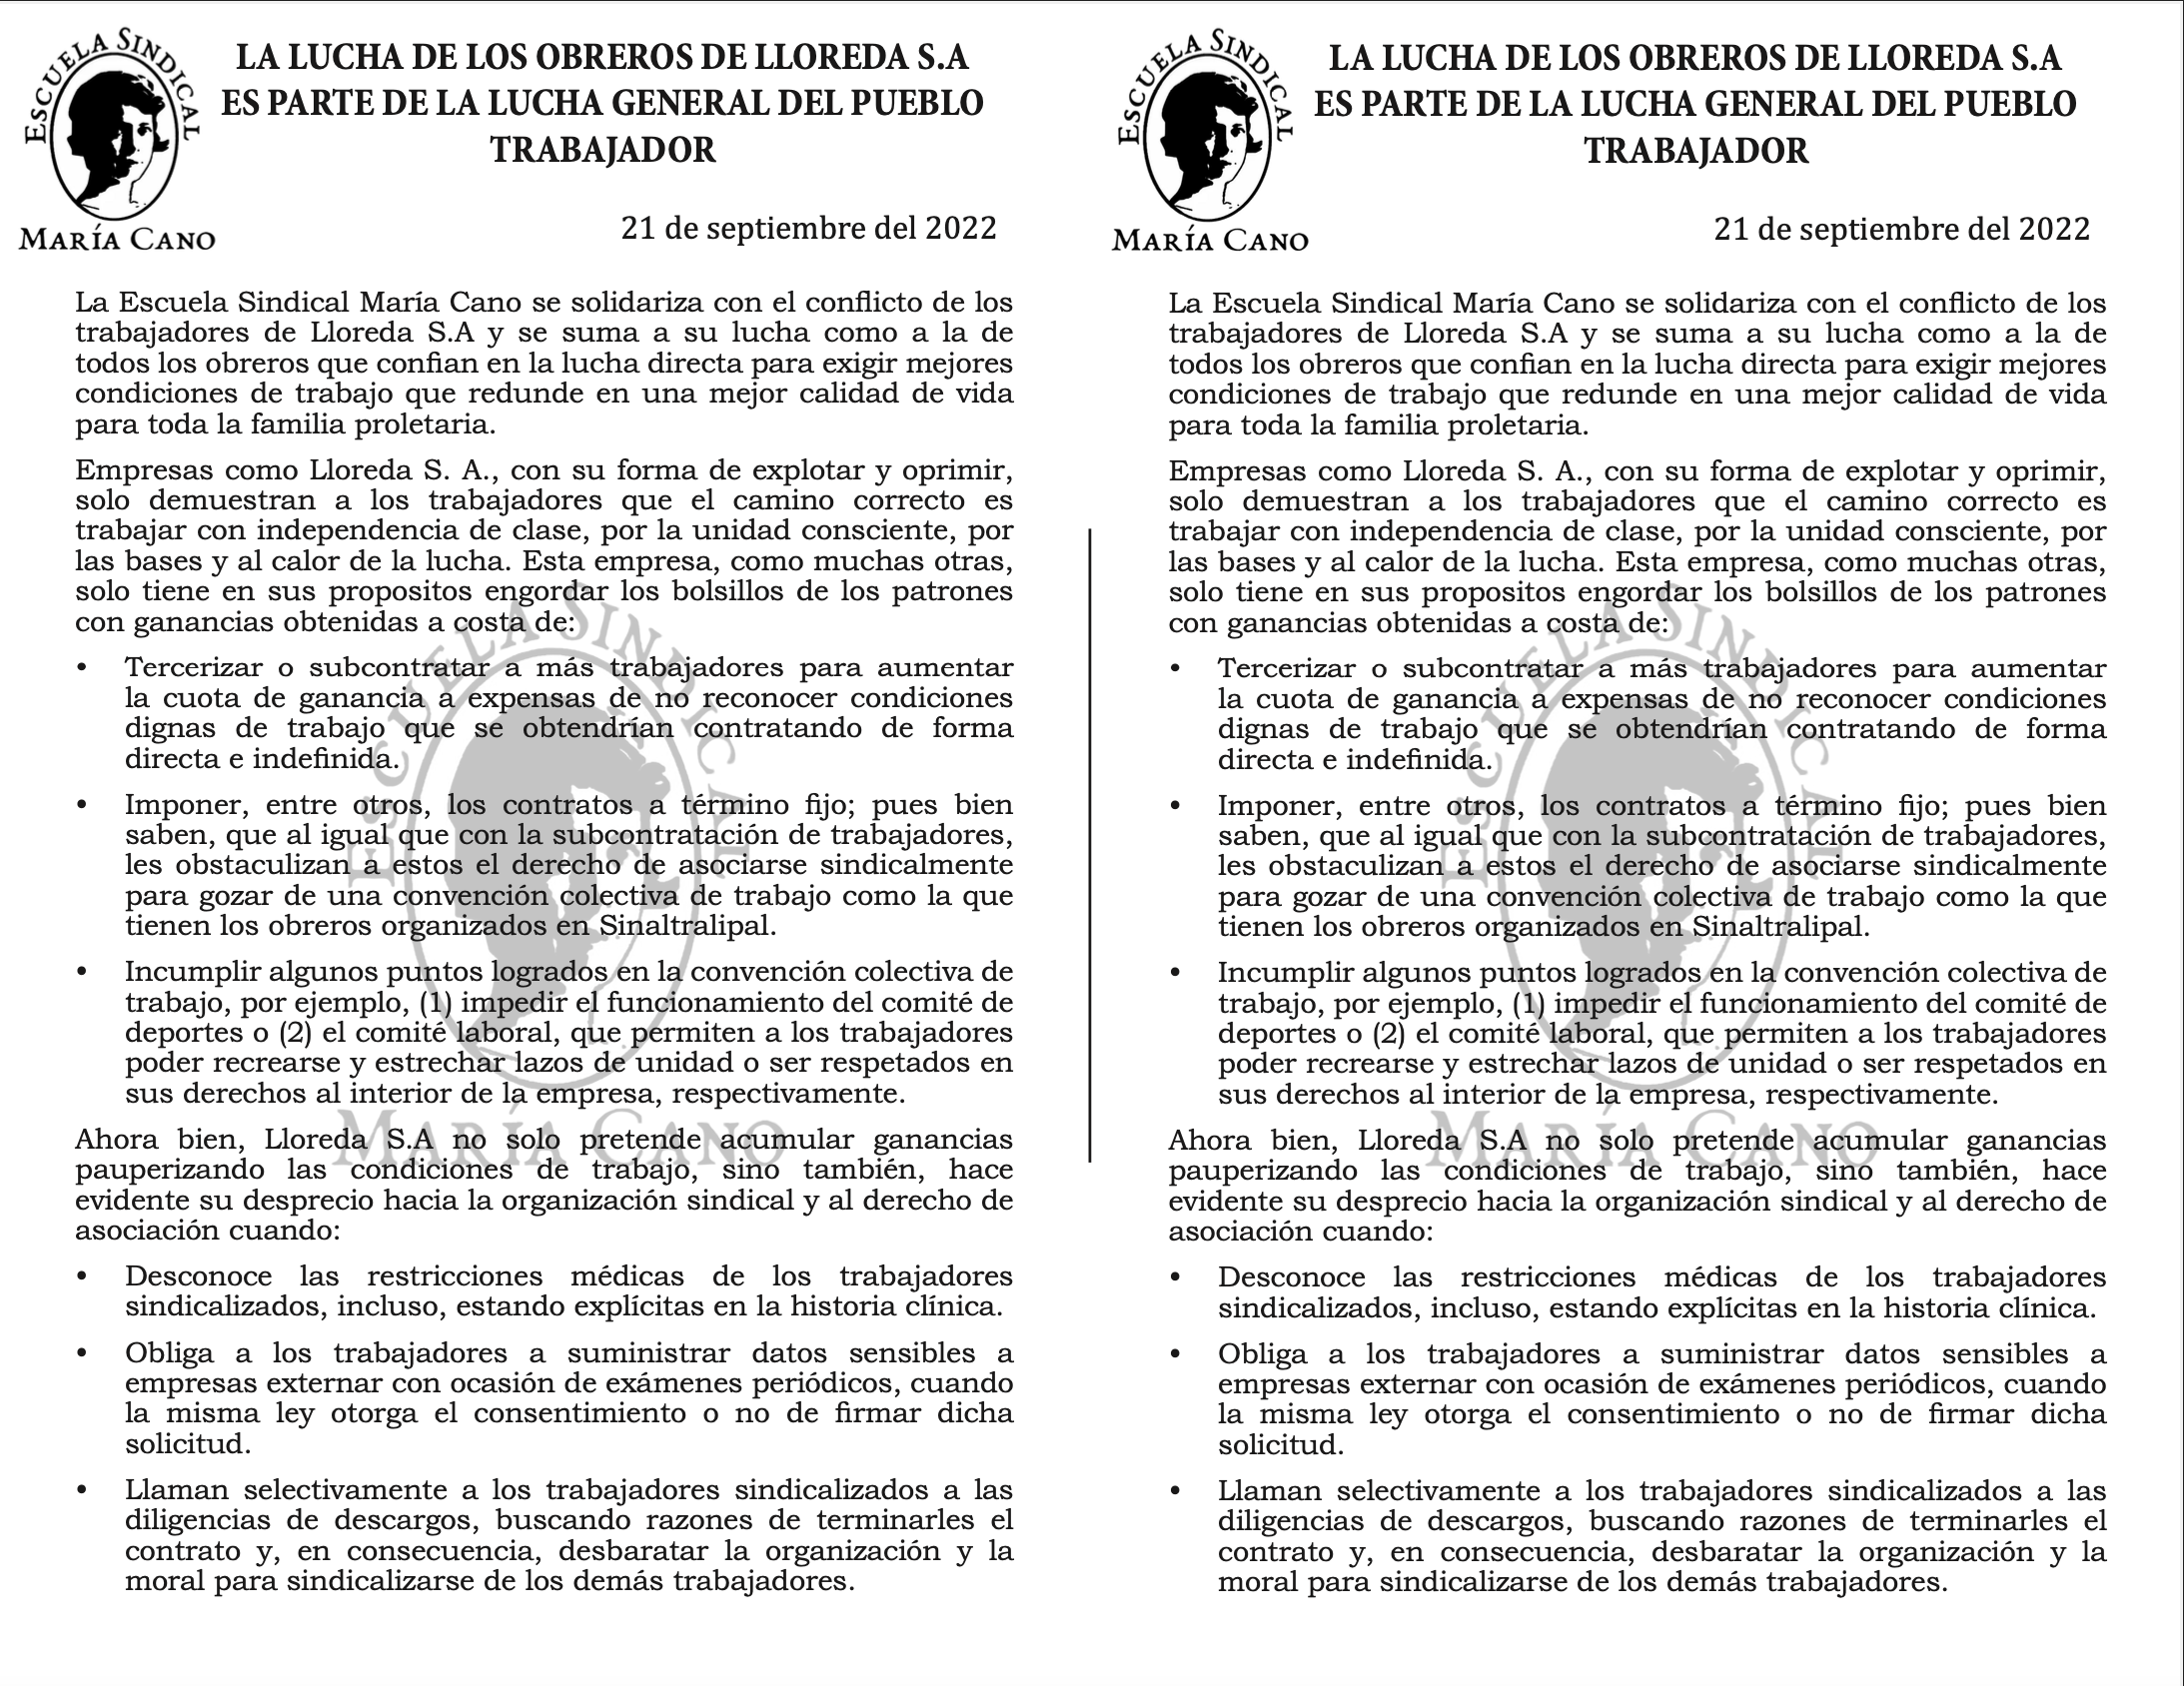 ESCUELA SINDICAL
MARÍA CANO
LA LUCHA DE LOS OBREROS DE LLOREDA S.A
ES PARTE DE LA LUCHA GENERAL DEL PUEBLO
TRABAJADOR
21 de septiembre del 2022
La Escuela Sindical María Cano se solidariza con el conflicto de los
trabajadores de Lloreda S.A y se suma a su lucha como a la de
todos los obreros que confian en la lucha directa para exigir mejores
condiciones de trabajo que redunde en una mejor calidad de vida
para toda la familia proletaria.
Empresas como Lloreda S. A., con su forma de explotar y oprimir,
solo demuestran a los trabajadores que el camino correcto es
trabajar con independencia de clase, por la unidad consciente, por
las bases y al calor de la lucha. Esta empresa, como muchas otras,
solo tiene en sus propositos engordar los bolsillos de los patrones
con ganancias obtenidas a costa de:
• Tercerizar o subcontratar a más trabajadores para aumentar
la cuota de ganancia a expensas de no reconocer condiciones
dignas de trabajo que se obtendrían contratando de forma
directa e indefinida.
• Imponer, entre otros, los contratos a término fijo; pues bien
saben, que al igual que con la subcontratación de trabajadores,
les obstaculizan a estos el derecho de asociarse sindicalmente
para gozar de una convención colectiva de trabajo como la que
tienen los obreros organizados en Sinaltralipal.
• Incumplir algunos puntos logrados en la convención colectiva de
trabajo, por ejemplo, (1) impedir el funcionamiento del comité de
deportes o (2) el comité laboral, que permiten a los trabajadores
poder recrearse y estrechar lazos de unidad o ser respetados en
sus derechos al interior de la empresa, respectivamente.
Ahora bien, Lloreda S.A no solo pretende acumular ganancias
pauperizando las condiciones de trabajo, sino también, hace
evidente su desprecio hacia la organización sindical y al derecho de
asociación cuando:
• Desconoce las restricciones médicas de los trabajadores
sindicalizados, incluso, estando explícitas en la historia clínica.
• Obliga a los trabajadores a suministrar datos sensibles a
empresas externar con ocasión de exámenes periódicos, cuando
la misma ley otorga el consentimiento o no de firmar dicha
solicitud.
• Llaman selectivamente a los trabajadores sindicalizados a las
diligencias de descargos, buscando razones de terminarles el
contrato y, en consecuencia, desbaratar la organización y la
moral para sindicalizarse de los demás trabajadores.
ESCUELA SINDICAL
MARÍA CANO
ESCUELA SINDICAL
MARÍA CANO
LA LUCHA DE LOS OBREROS DE LLOREDA S.A
ES PARTE DE LA LUCHA GENERAL DEL PUEBLO
TRABAJADOR
21 de septiembre del 2022
La Escuela Sindical María Cano se solidariza con el conflicto de los
trabajadores de Lloreda S.A y se suma a su lucha como a la de
todos los obreros que confian en la lucha directa para exigir mejores
condiciones de trabajo que redunde en una mejor calidad de vida
para toda la familia proletaria.
Empresas como Lloreda S. A., con su forma de explotar y oprimir,
solo demuestran a los trabajadores que el camino correcto es
trabajar con independencia de clase, por la unidad consciente, por
las bases y al calor de la lucha. Esta empresa, como muchas otras,
solo tiene en sus propositos engordar los bolsillos de los patrones
con ganancias obtenidas a costa de:
• Tercerizar o subcontratar a más trabajadores para aumentar
la cuota de ganancia a expensas de no reconocer condiciones
dignas de trabajo que se obtendrían contratando de forma
directa e indefinida.
• Imponer, entre otros, los contratos a término fijo; pues bien
saben, que al igual que con la subcontratación de trabajadores,
les obstaculizan a estos el derecho de asociarse sindicalmente
para gozar de una convención colectiva de trabajo como la que
tienen los obreros organizados en Sinaltralipal.
• Incumplir algunos puntos logrados en la convención colectiva de
trabajo, por ejemplo, (1) impedir el funcionamiento del comité de
deportes o (2) el comité laboral, que permiten a los trabajadores
poder recrearse y estrechar lazos de unidad o ser respetados en
sus derechos al interior de la empresa, respectivamente.
Ahora bien, Lloreda S.A no solo pretende acumular ganancias
pauperizando las condiciones de trabajo, sino también, hace
evidente su desprecio hacia la organización sindical y al derecho de
asociación cuando:
• Desconoce las restricciones médicas de los trabajadores
sindicalizados, incluso, estando explícitas en la historia clínica.
• Obliga a los trabajadores a suministrar datos sensibles a
empresas externar con ocasión de exámenes periódicos, cuando
la misma ley otorga el consentimiento o no de firmar dicha
solicitud.
• Llaman selectivamente a los trabajadores sindicalizados a las
diligencias de descargos, buscando razones de terminarles el
contrato y, en consecuencia, desbaratar la organización y la
moral para sindicalizarse de los demás trabajadores.
ESCUELA SINDICAL
MARÍA CANO